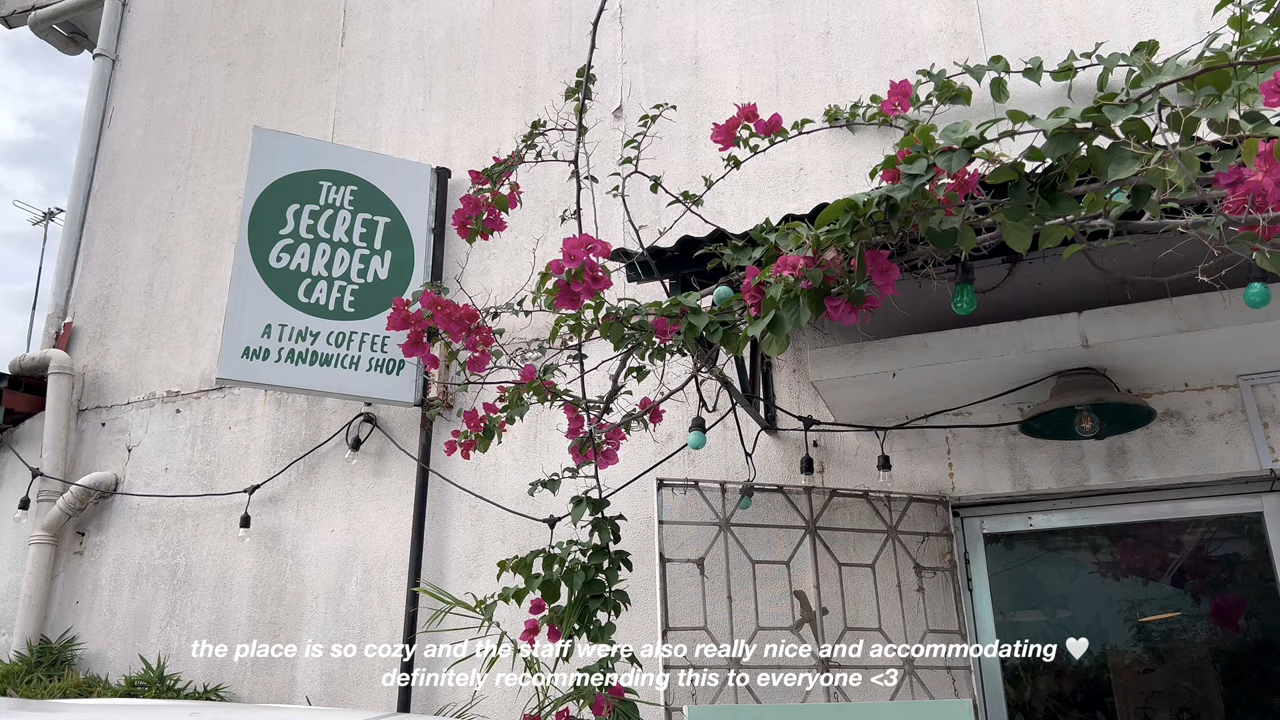 THE
SECRET
GARDEN
CAFE
A TINY COFFEE
AND SANDWICH SHOP
the place is so cozy and the staff were also really nice and accommodating 🤍
definitely recommending this to everyone <3